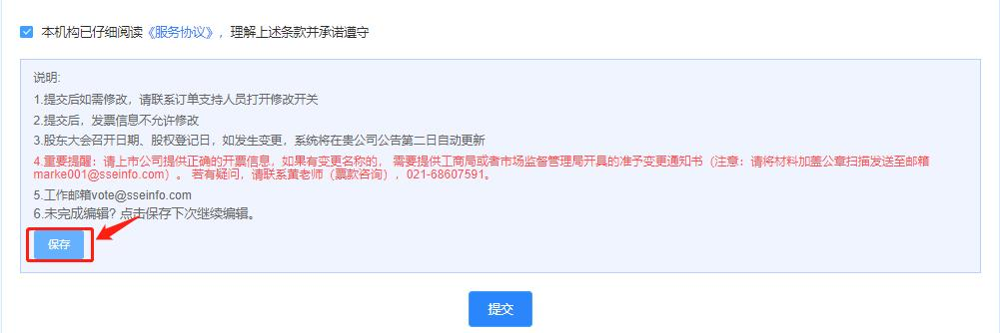 本机构已仔细阅读《服务协议》，理解上述条款并承诺遵守
说明:
1.提交后如需修改，请联系订单支持人员打开修改开关
2.提交后，发票信息不允许修改
3.股东大会召开日期、股权登记日，如发生变更，系统将在贵公司公告第二日自动更新
4.重要提醒：请上市公司提供正确的开票信息，如果有变更名称的， 需要提供工商局或者市场监督管理局开具的准予变更通知书（注意：请将材料加盖公章扫描发送至邮箱
marke001@sseinfo.com）。 若有疑问，请联系董老师（票款咨询），021-68607591。
5.工作邮箱vote@sseinfo.com
6.未完成编辑？点击保存下次继续编辑。
保存
提交